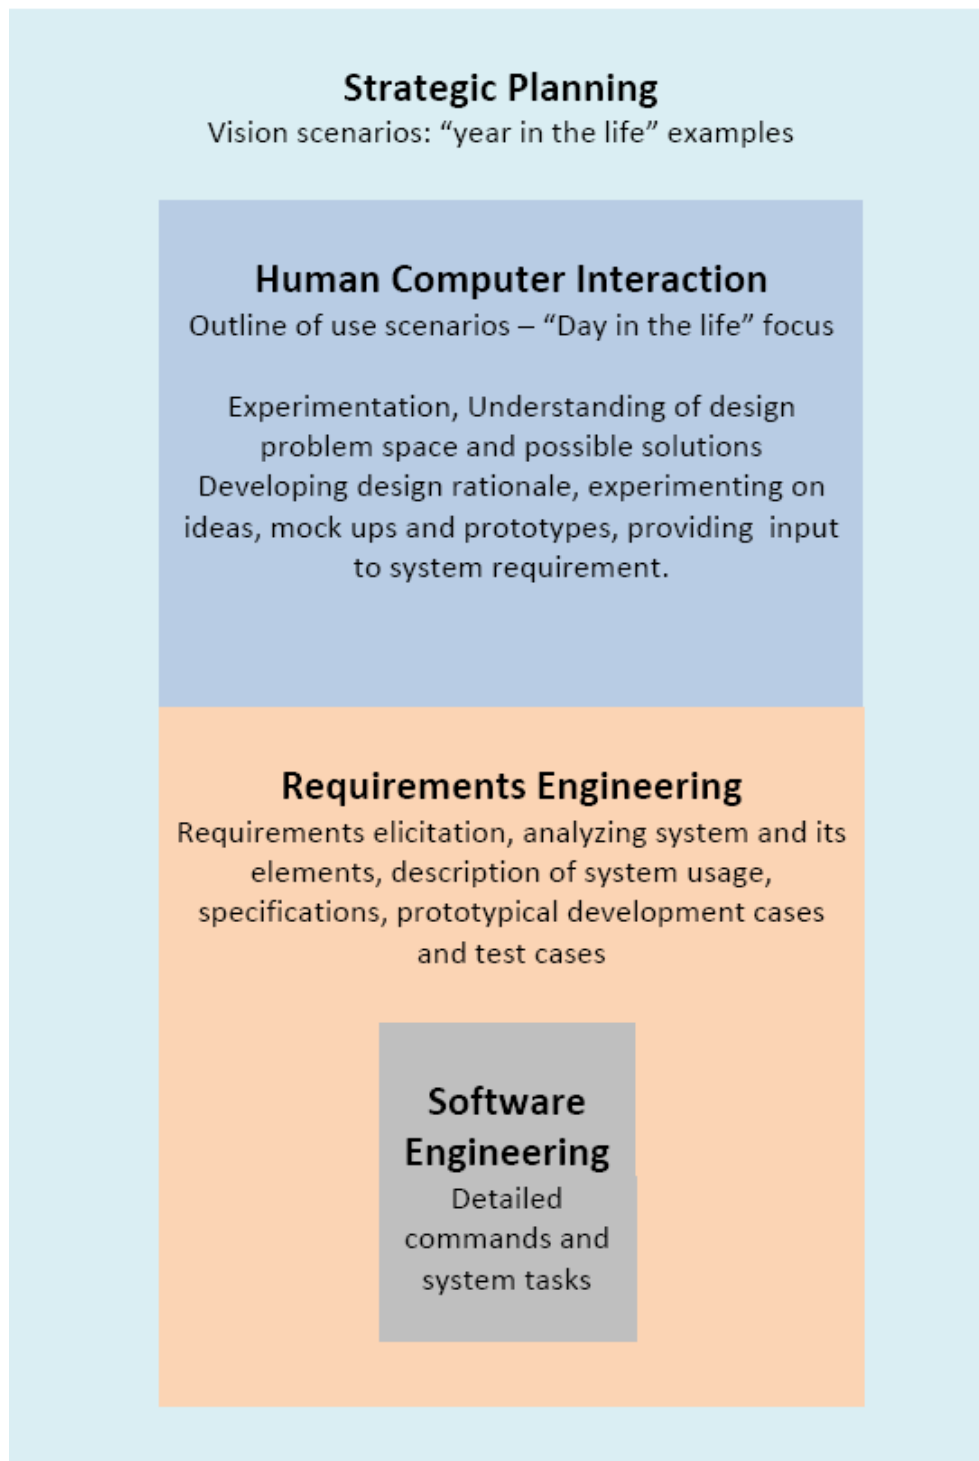 Strategic Planning
Vision scenarios: “year in the life” examples
Human Computer Interaction
Outline of use scenarios – “Day in the life” focus
Experimentation, Understanding of design
problem space and possible solutions
Developing design rationale, experimenting on
ideas, mock ups and prototypes, providing  input
to system requirement.
Requirements Engineering
Requirements elicitation, analyzing system and its
elements, description of system usage,
specifications, prototypical development cases
and test cases
Software
Engineering
Detailed
commands and
system tasks